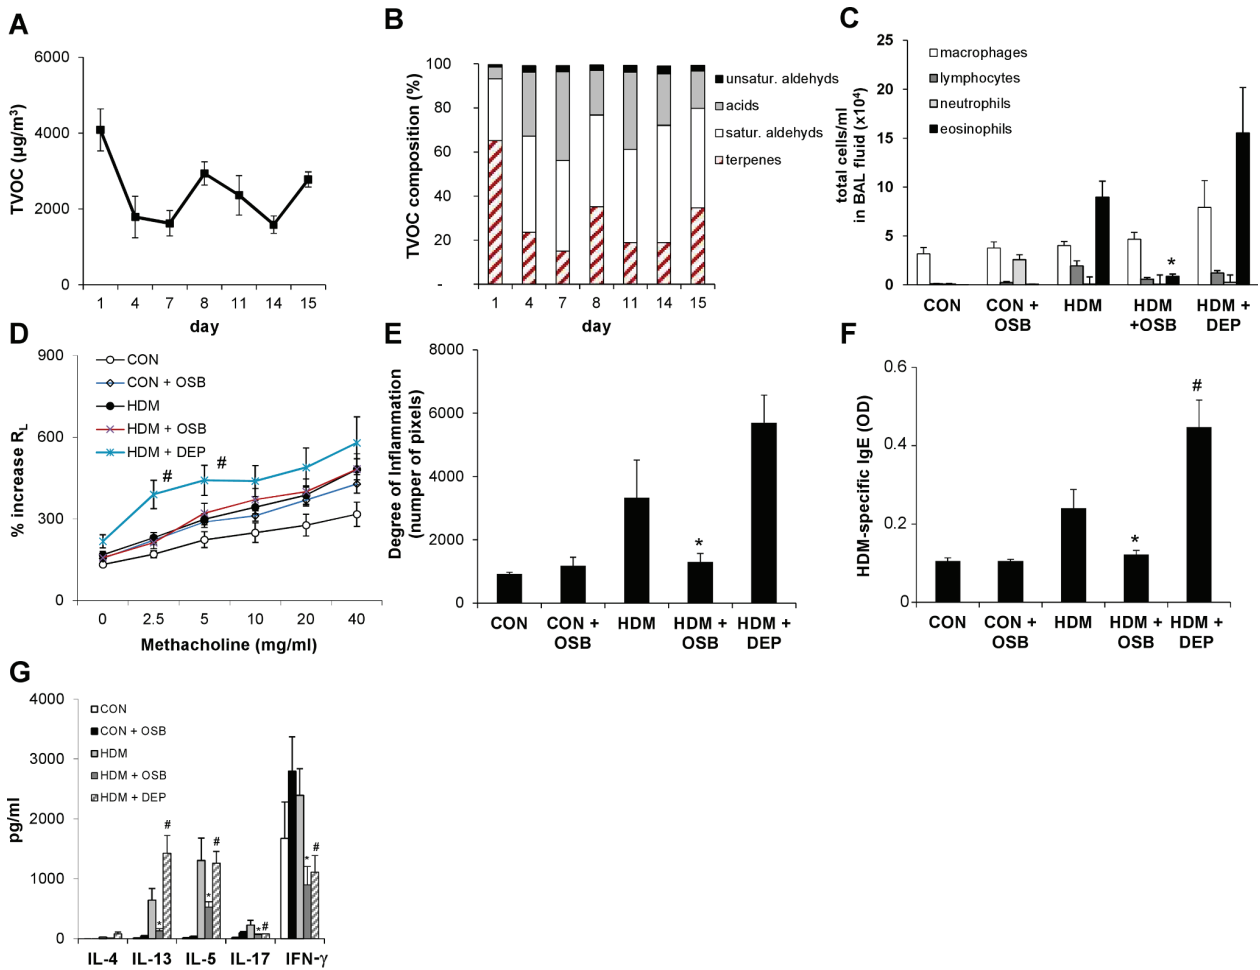 A
6000
4000
2000
0
TVOC (µg/m³)
1 4 7 8 11 14 15
day
B
100
80
60
40
20
-
TVOC composition (%)
1 4 7 8 11 14 15
day
unsatur. aldehyds
acids
satur. aldehyds
terpenes
C
25
20
15
10
5
0
total cells/ml
in BAL fluid (x10⁴)
macrophages
lymphocytes
neutrophils
eosinophils
*
CON CON + OSB HDM HDM +OSB HDM + DEP
D
900
600
300
0
% increase R_L
CON
CON + OSB
HDM
HDM + OSB
HDM + DEP
# #
0 2.5 5 10 20 40
Methacholine (mg/ml)
E
8000
6000
4000
2000
0
Degree of Inflammation
(numper of pixels)
*
CON CON + OSB HDM HDM + OSB HDM + DEP
F
0.6
0.4
0.2
0
HDM-specific IgE (OD)
* #
CON CON + OSB HDM HDM + OSB HDM + DEP
G
4000
3000
2000
1000
0
pg/ml
CON
CON + OSB
HDM
HDM + OSB
HDM + DEP
* # * # * # * #
IL-4 IL-13 IL-5 IL-17 IFN-γ